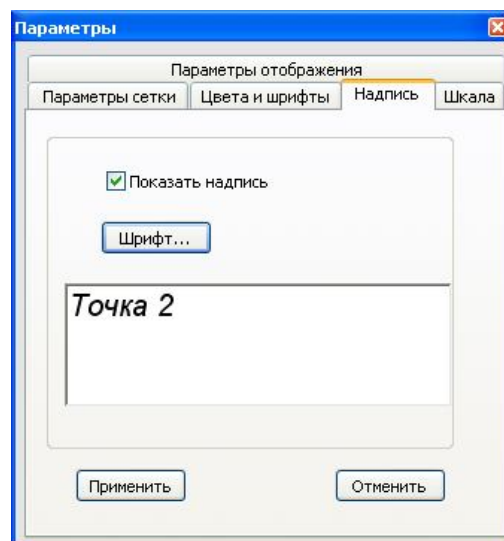 Параметры
Параметры отображения
Параметры сетки Цвета и шрифты Надпись Шкала
Показать надпись
Шрифт...
Точка 2
Применить Отменить